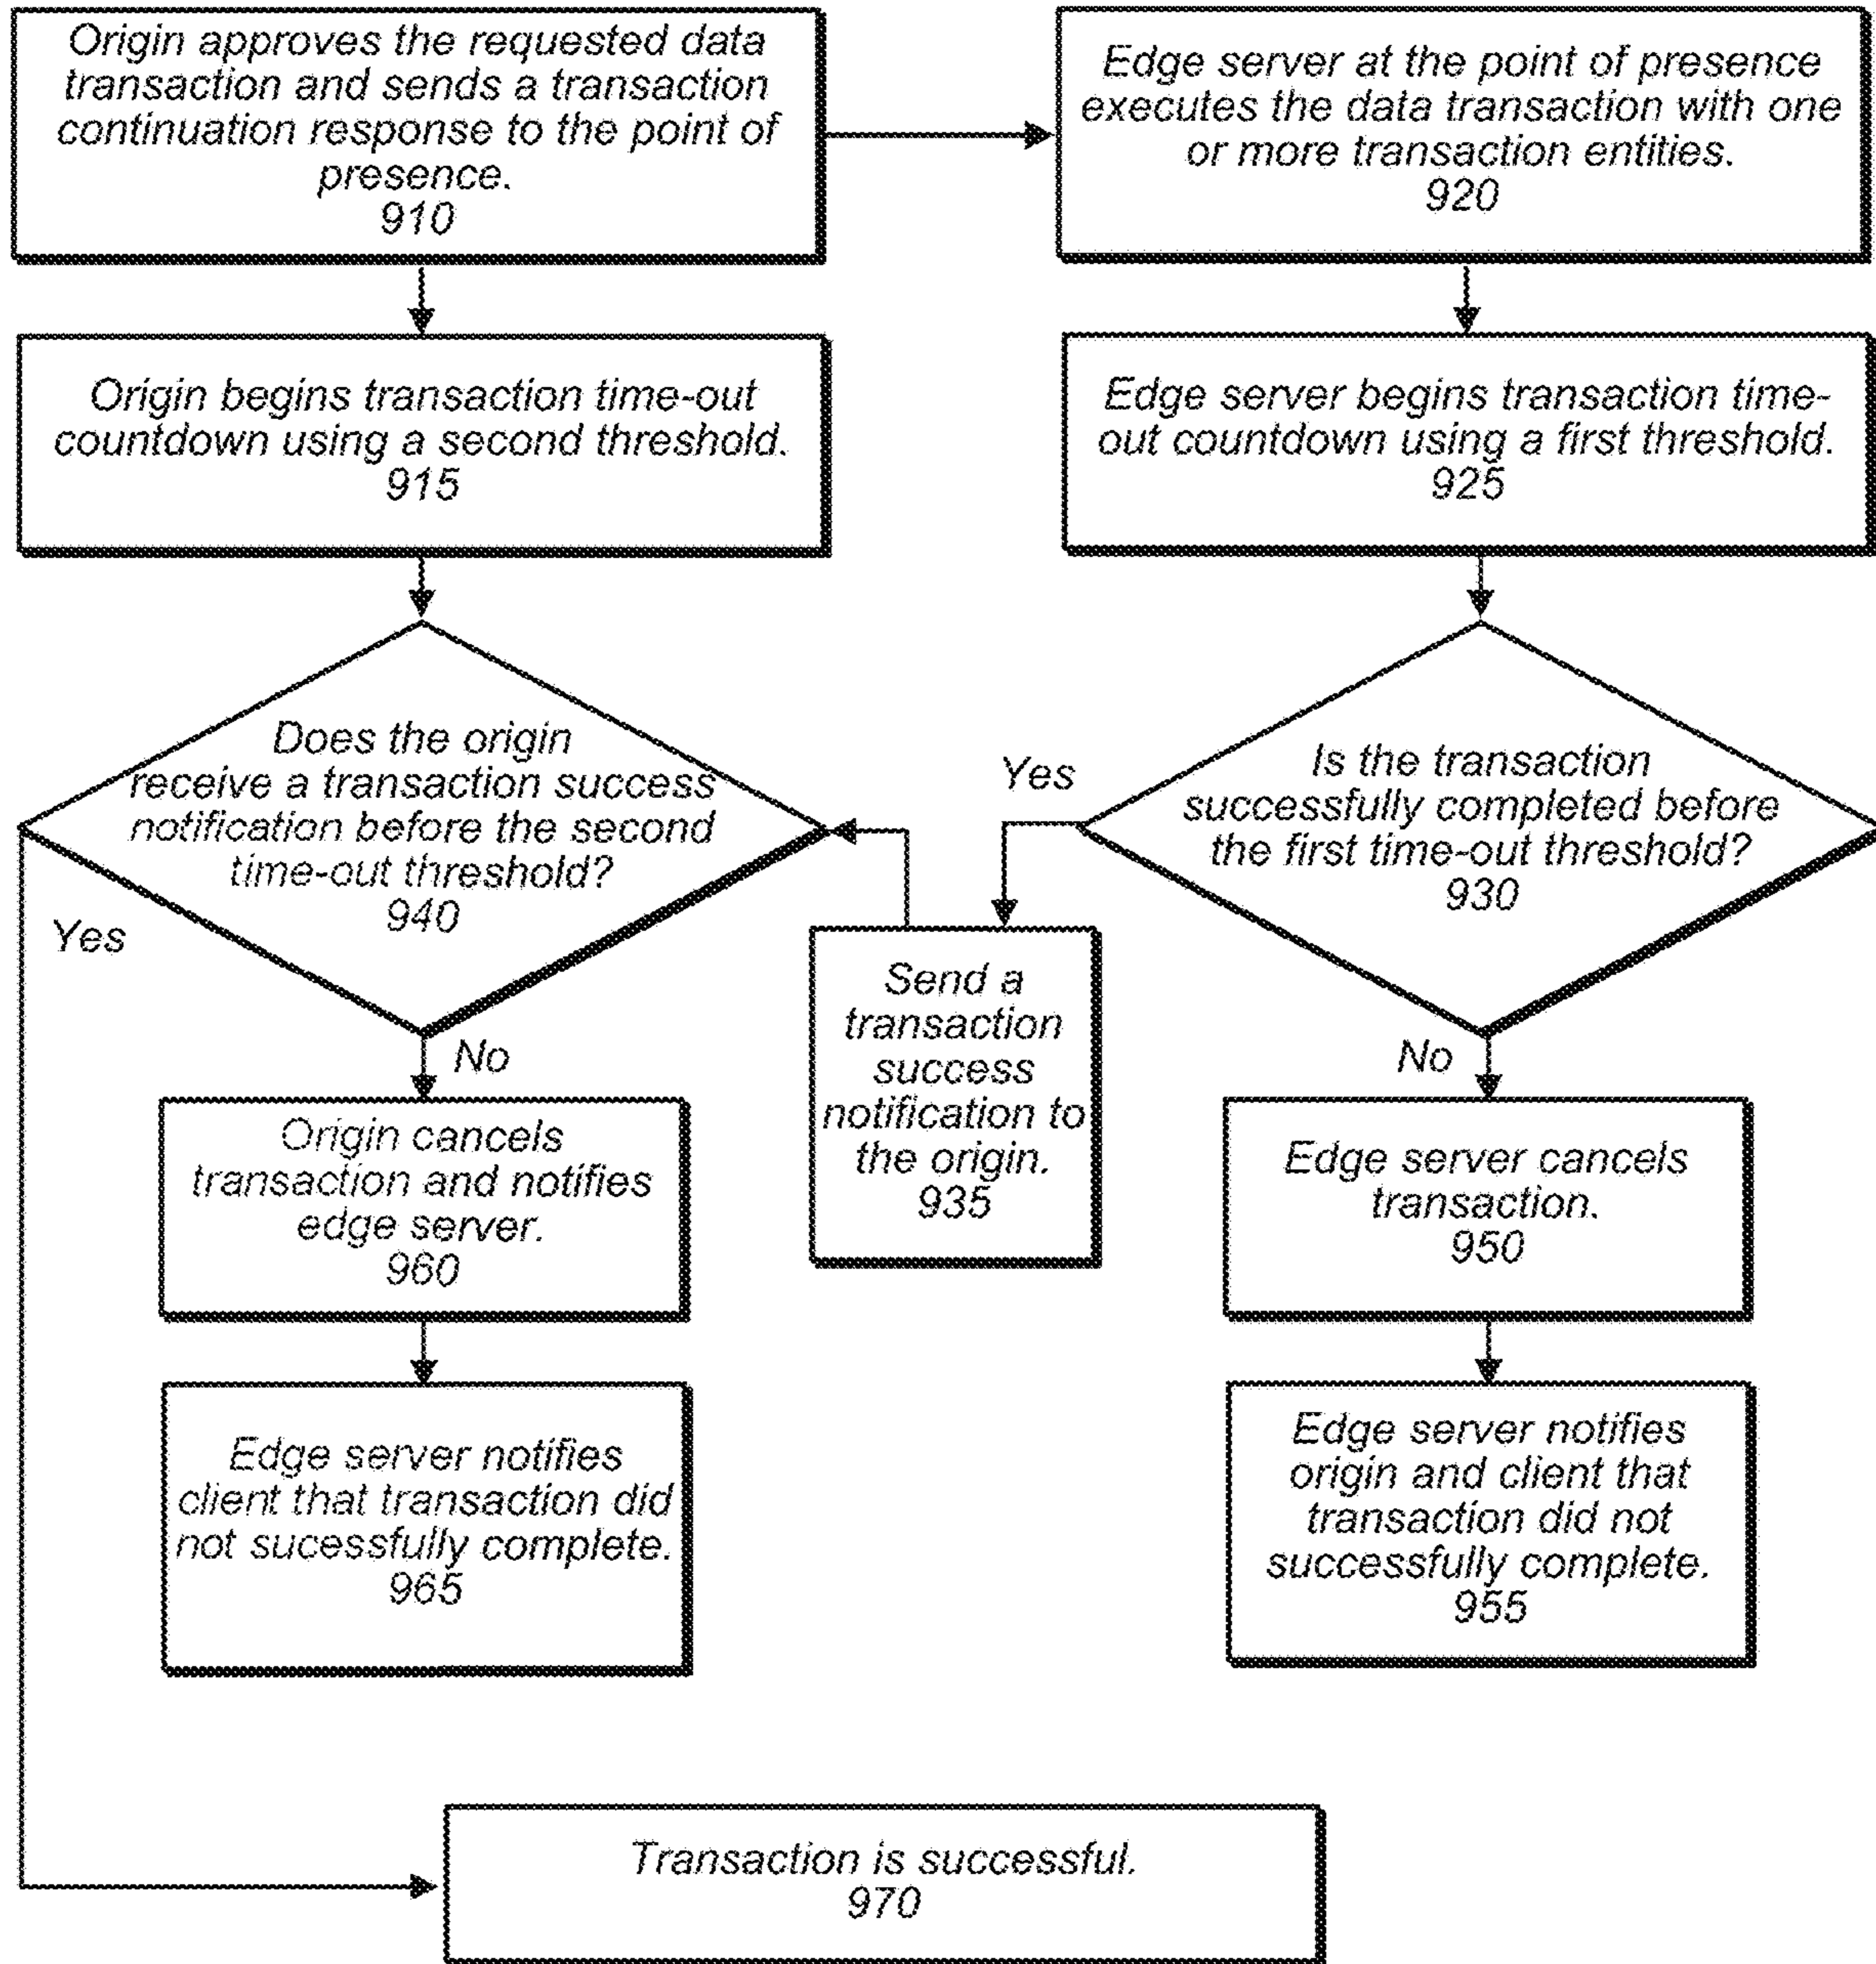 Origin approves the requested data
transaction and sends a transaction
continuation response to the point of
presence.
910
Edge server at the point of presence
executes the data transaction with one
or more transaction entities.
920
Origin begins transaction time-out
countdown using a second threshold.
915
Edge server begins transaction time-
out countdown using a first threshold.
925
Does the origin
receive a transaction success
notification before the second
time-out threshold?
940
Yes
No
Is the transaction
successfully completed before
the first time-out threshold?
930
Yes
No
Send a
transaction
success
notification to
the origin.
935
Origin cancels
transaction and notifies
edge server.
960
Edge server cancels
transaction.
950
Edge server notifies
client that transaction did
not sucessfully complete.
965
Edge server notifies
origin and client that
transaction did not
successfully complete.
955
Transaction is successful.
970